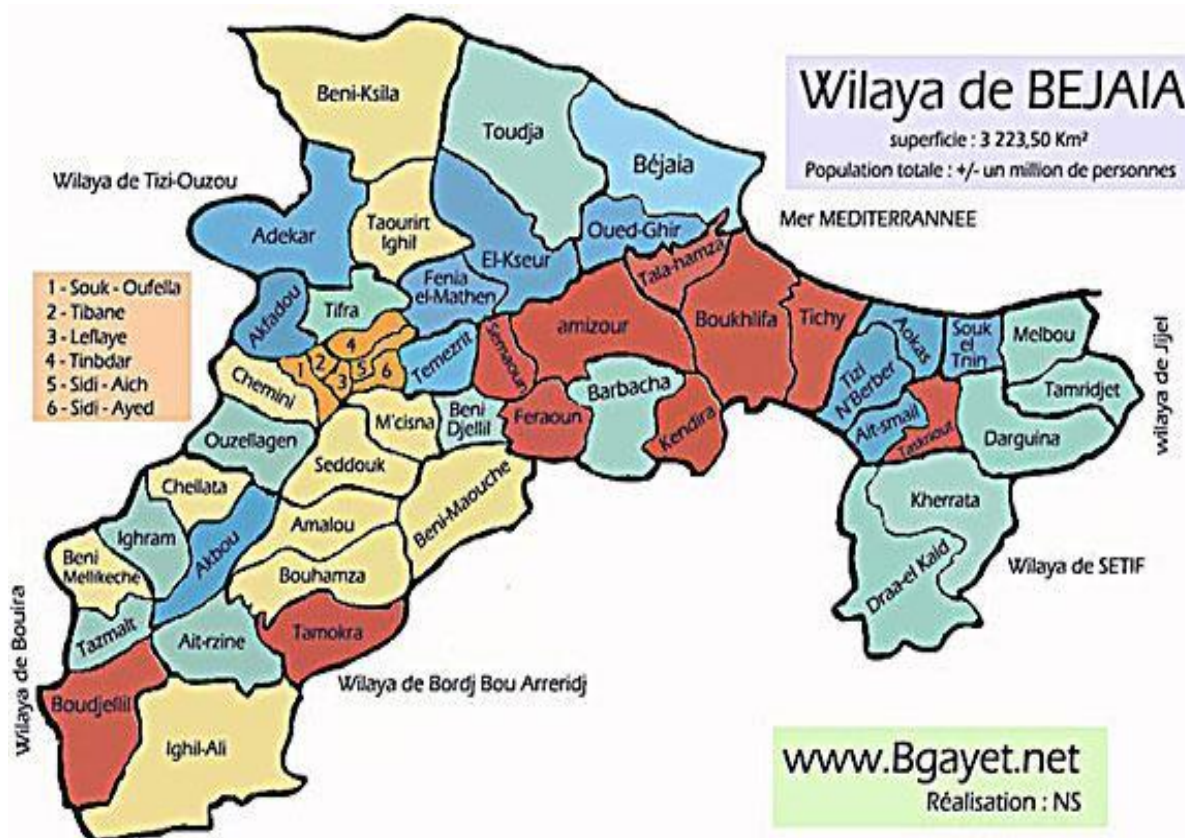 Wilaya de BEJAIA
superficie : 3 223,50 Km²
Population totale : +/- un million de personnes
Mer MEDITERRANNEE
Wilaya de Tizi-Ouzou
1 - Souk - Oufella
2 - Tibane
3 - Leflaye
4 - Tinbdar
5 - Sidi - Aich
6 - Sidi - Ayed
Beni-Ksila
Toudja
Béjaia
Adekar
Taourirt
Ighil
El-Kseur
Oued-Ghir
Tala-hamza
Fenia
el-Mathen
Akfadou
Tifra
amizour
Boukhlifa
Tichy
Aokas
Souk
el
Tnin
Melbou
Tamridjet
wilaya de Jijel
4
1
2
3
5
6
Temezrit
Semaoun
Tizi
N'Berber
Chemini
Barbacha
Ait-smail
Taskriout
Darguina
M'cisna
Beni
Djellil
Feraoun
Kendira
Ouzellagen
Seddouk
Chellata
Beni-Maouche
Kherrata
Amalou
Ighram
Akbou
Beni
Mellikeche
Bouhamza
Draa-el Kaid
Wilaya de SETIF
Tazmalt
Ait-rzine
Tamokra
Wilaya de Bouira
Wilaya de Bordj Bou Arreridj
Boudjellil
Ighil-Ali
www.Bgayet.net
Réalisation : NS